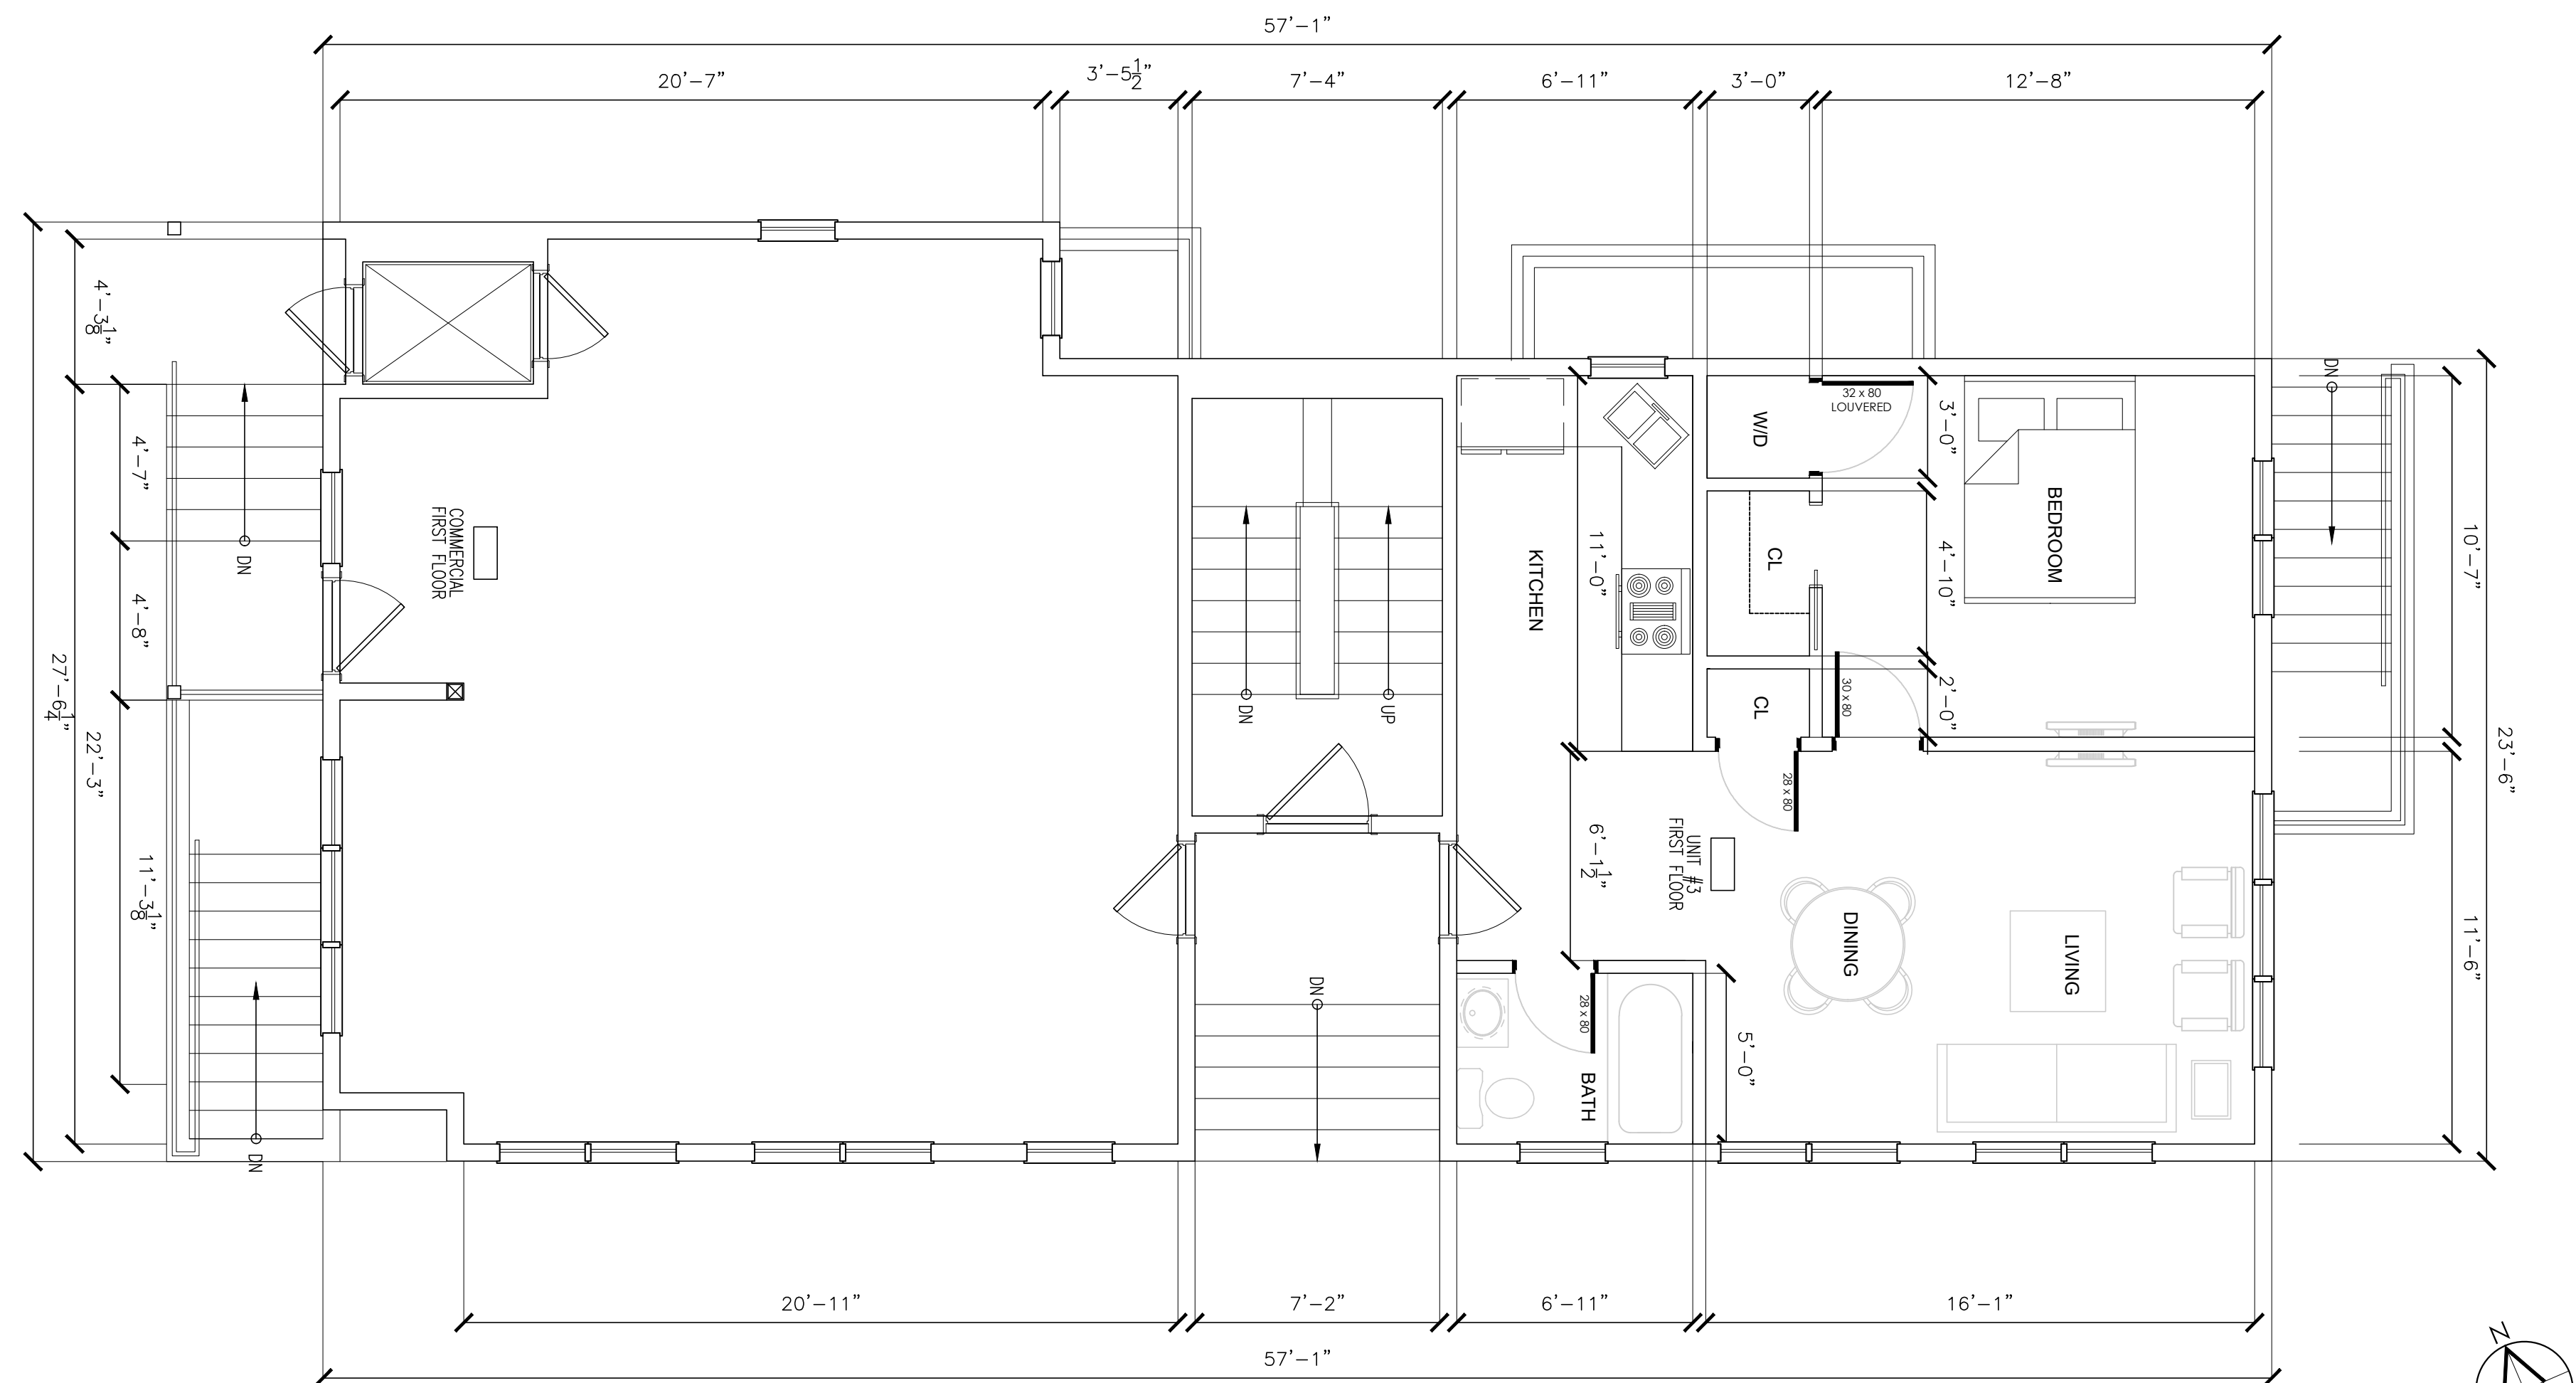 57'-1"
20'-7"
3'-5 1/2"
7'-4"
6'-11"
3'-0"
12'-8"
4'-3 1/8"
4'-7"
4'-8"
11'-3 1/8"
22'-3"
27'-6 1/4"
DN
DN
COMMERCIAL
FIRST FLOOR
DN
UP
DN
KITCHEN
11'-0"
6'-1 1/2"
W/D
32 x 80
LOUVERED
CL
CL
3'-0"
4'-10"
2'-0"
30 x 80
28 x 80
BEDROOM
UNIT #3
FIRST FLOOR
DINING
LIVING
28 x 80
BATH
5'-0"
DN
10'-7"
11'-6"
23'-6"
20'-11"
7'-2"
6'-11"
16'-1"
57'-1"
N